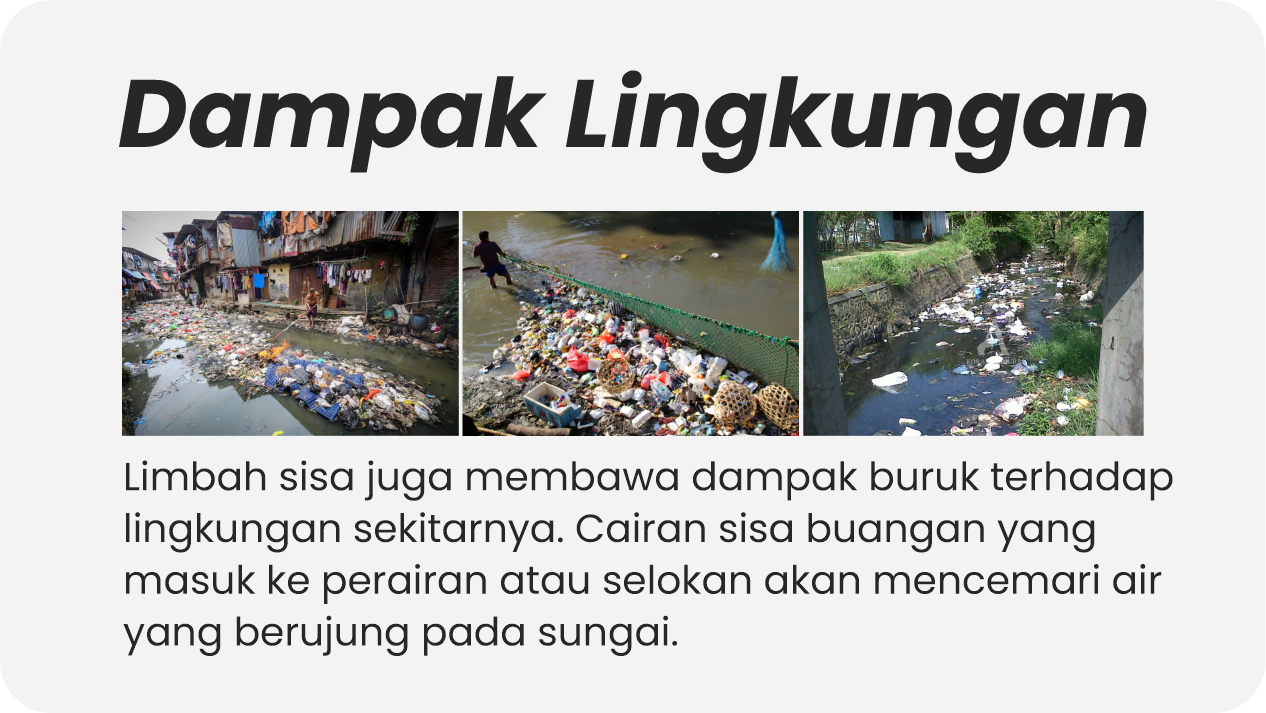 Dampak Lingkungan
Limbah sisa juga membawa dampak buruk terhadap
lingkungan sekitarnya. Cairan sisa buangan yang
masuk ke perairan atau selokan akan mencemari air
yang berujung pada sungai.